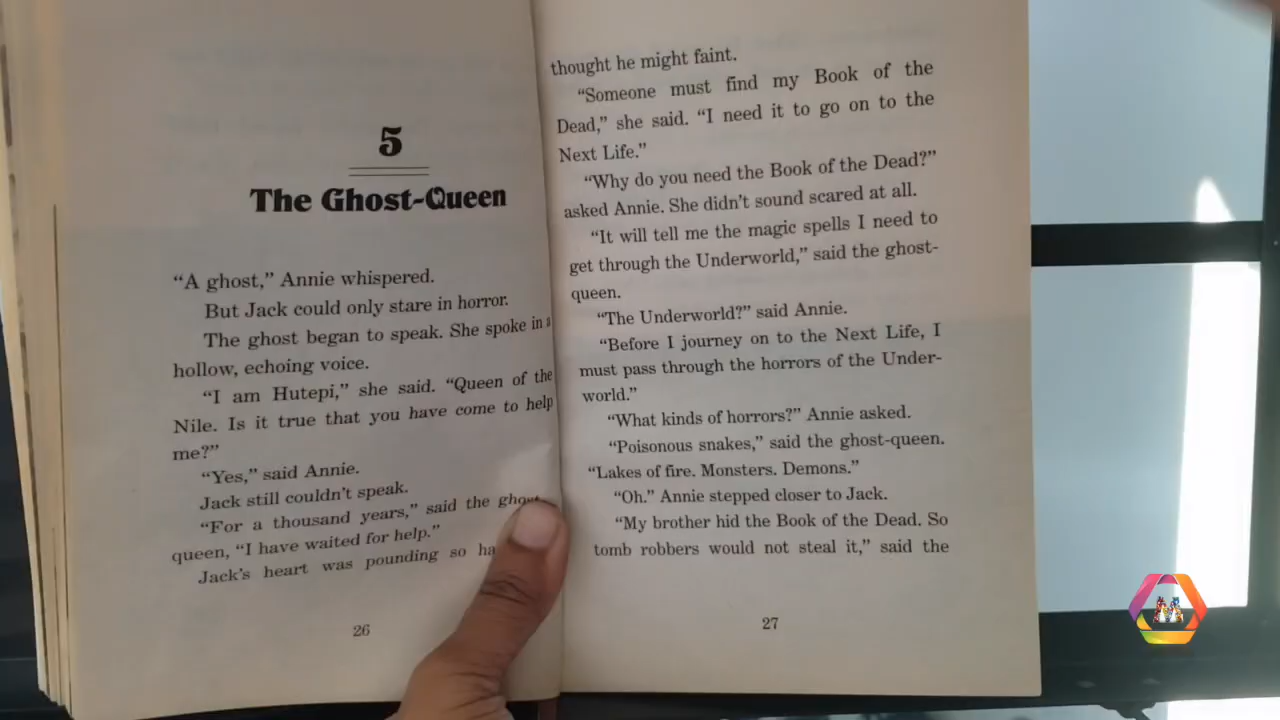 5
The Ghost-Queen
“A ghost,” Annie whispered.
But Jack could only stare in horror.
The ghost began to speak. She spoke in a
hollow, echoing voice.
“I am Hutepi,” she said. “Queen of the
Nile. Is it true that you have come to help
me?”
“Yes,” said Annie.
Jack still couldn’t speak.
“For a thousand years,” said the
queen, “I have waited for help.”
Jack’s heart was pounding so
26
thought he might faint.
“Someone must find my Book of the
Dead,” she said. “I need it to go on to the
Next Life.”
“Why do you need the Book of the Dead?”
asked Annie. She didn’t sound scared at all.
“It will tell me the magic spells I need to
get through the Underworld,” said the ghost-
queen.
“The Underworld?” said Annie.
“Before I journey on to the Next Life, I
must pass through the horrors of the Under-
world.”
“What kinds of horrors?” Annie asked.
“Poisonous snakes,” said the ghost-queen.
“Lakes of fire. Monsters. Demons.”
“Oh.” Annie stepped closer to Jack.
“My brother hid the Book of the Dead. So
tomb robbers would not steal it,” said the
27